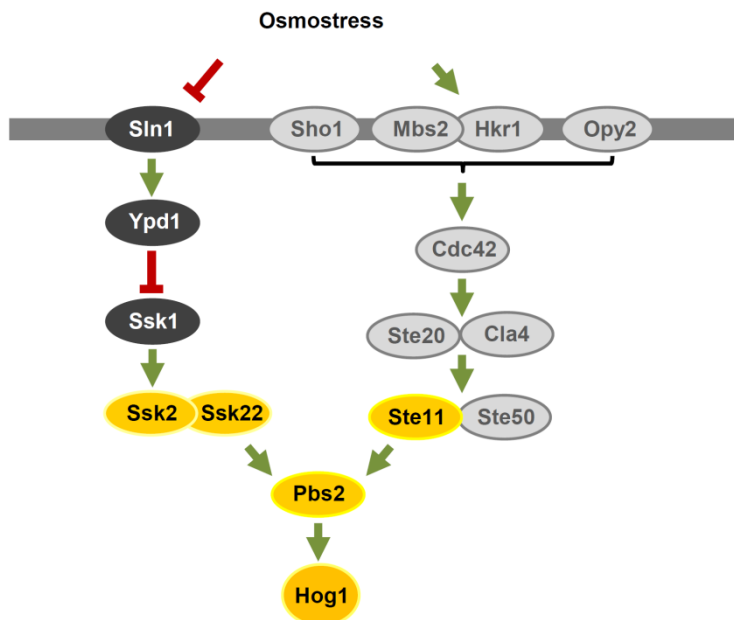 Osmostress
Sln1 Sho1 Mbs2 Hkr1 Opy2
Ypd1
Cdc42
Ssk1
Ste20 Cla4
Ssk2 Ssk22 Ste11 Ste50
Pbs2
Hog1